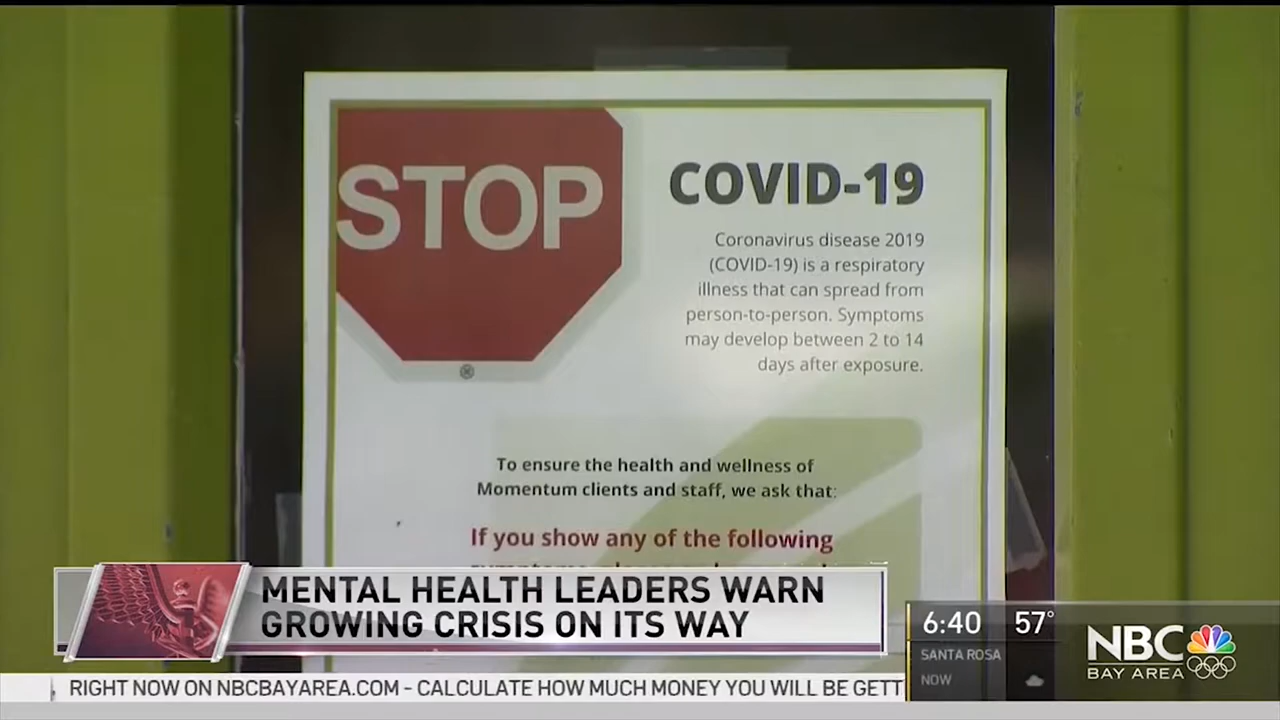 STOP
COVID-19
Coronavirus disease 2019
(COVID-19) is a respiratory
illness that can spread from
person-to-person. Symptoms
may develop between 2 to 14
days after exposure.
To ensure the health and wellness of
Momentum clients and staff, we ask that:
If you show any of the following
MENTAL HEALTH LEADERS WARN
GROWING CRISIS ON ITS WAY
6:40 57°
SANTA ROSA
NOW
NBC
BAY AREA
RIGHT NOW ON NBCBAYAREA.COM - CALCULATE HOW MUCH MONEY YOU WILL BE GETT